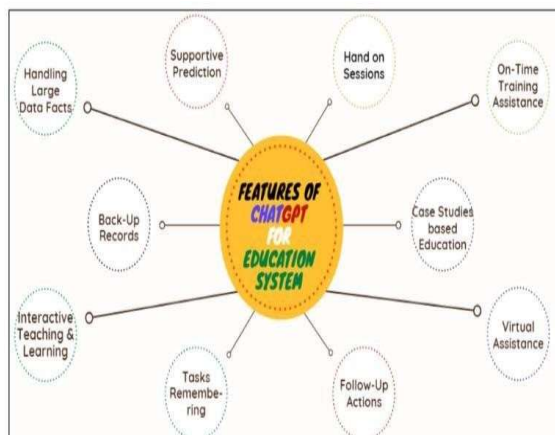 Supportive
Prediction
Hand on
Sessions
Handling
Large
Data Facts
On-Time
Training
Assistance
FEATURES OF
CHATGPT
FOR
EDUCATION
SYSTEM
Back-Up
Records
Case Studies
based
Education
Interactive
Teaching &
Learning
Virtual
Assistance
Tasks
Remembe-
ring
Follow-Up
Actions